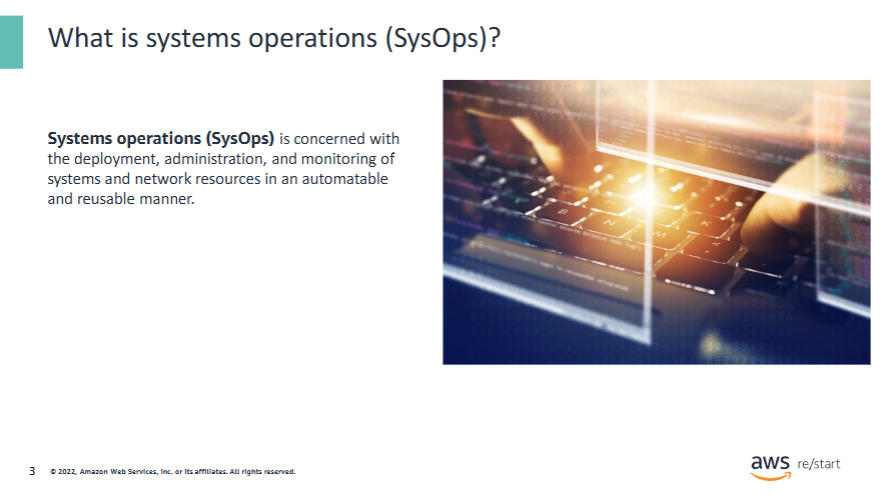 What is systems operations (SysOps)?
Systems operations (SysOps) is concerned with
the deployment, administration, and monitoring of
systems and network resources in an automatable
and reusable manner.
3 © 2022, Amazon Web Services, Inc. or its affiliates. All rights reserved.
aws re/start